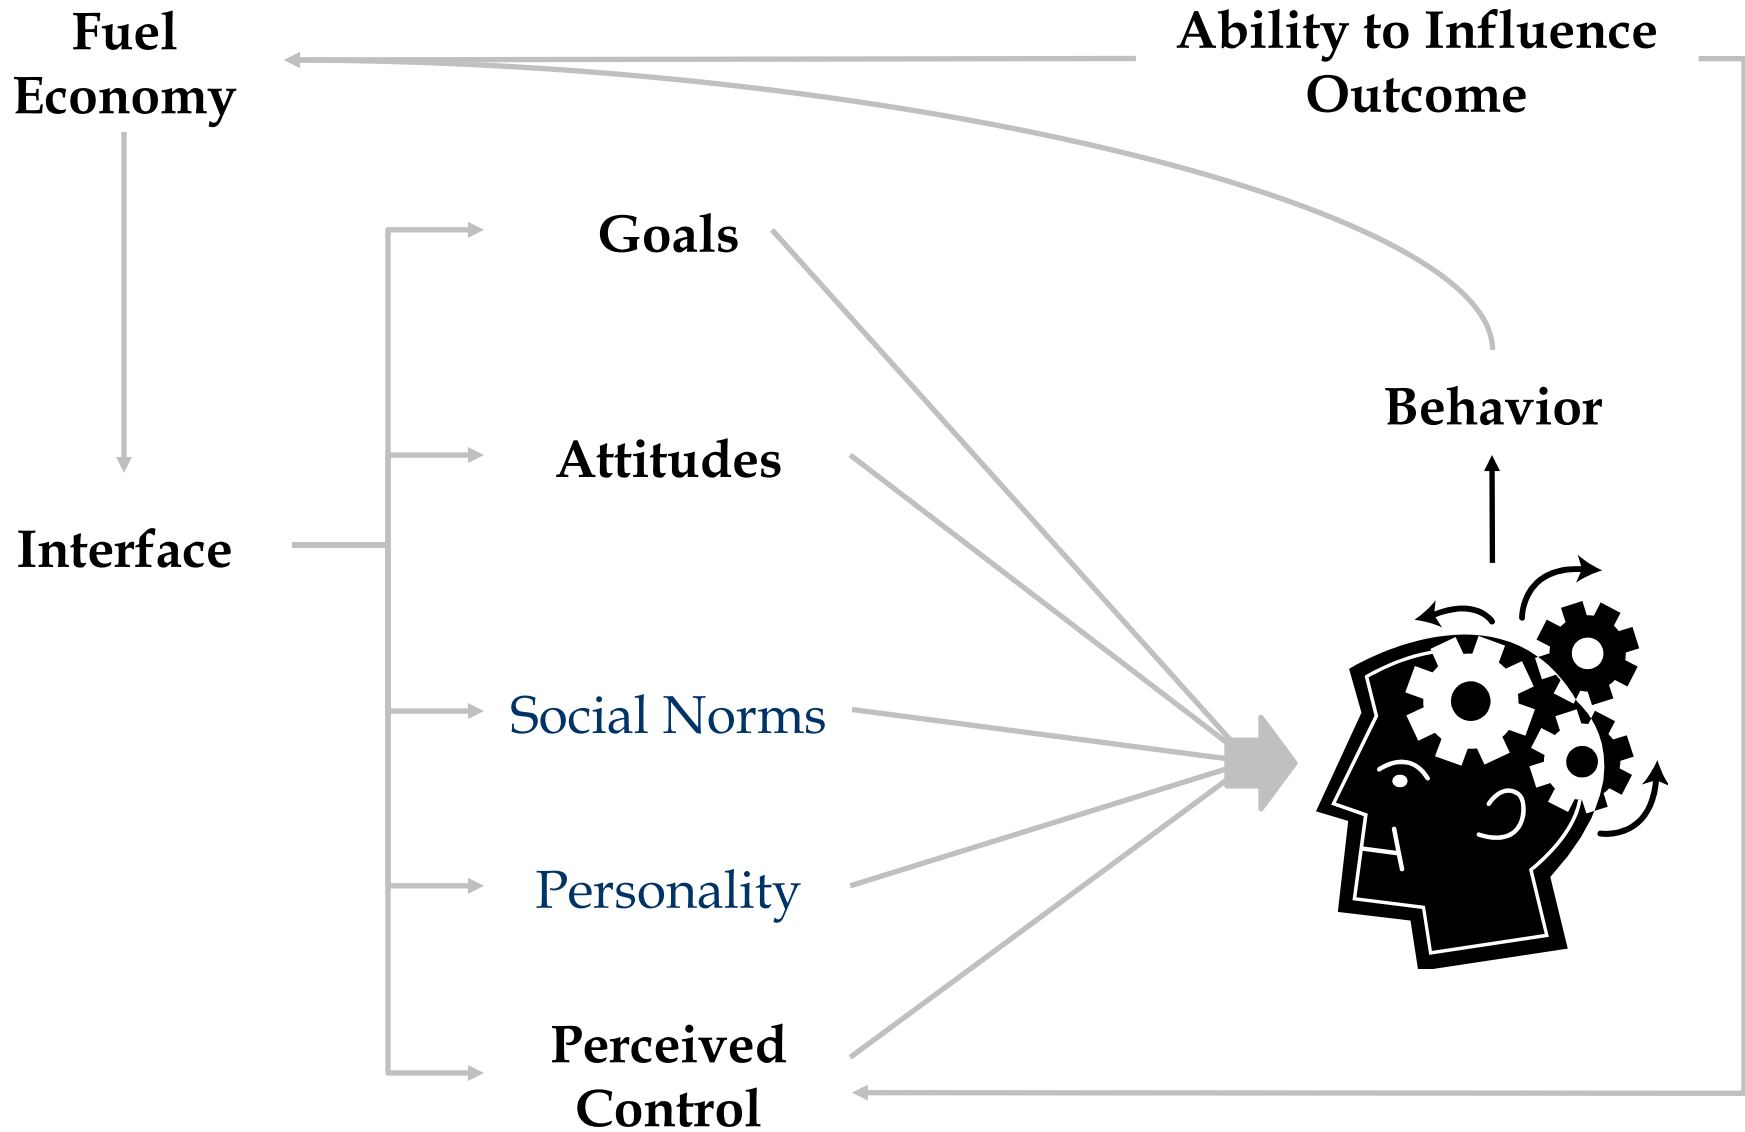 Fuel
Economy
Ability to Influence
Outcome
Goals
Behavior
Attitudes
Interface
Social Norms
Personality
Perceived
Control